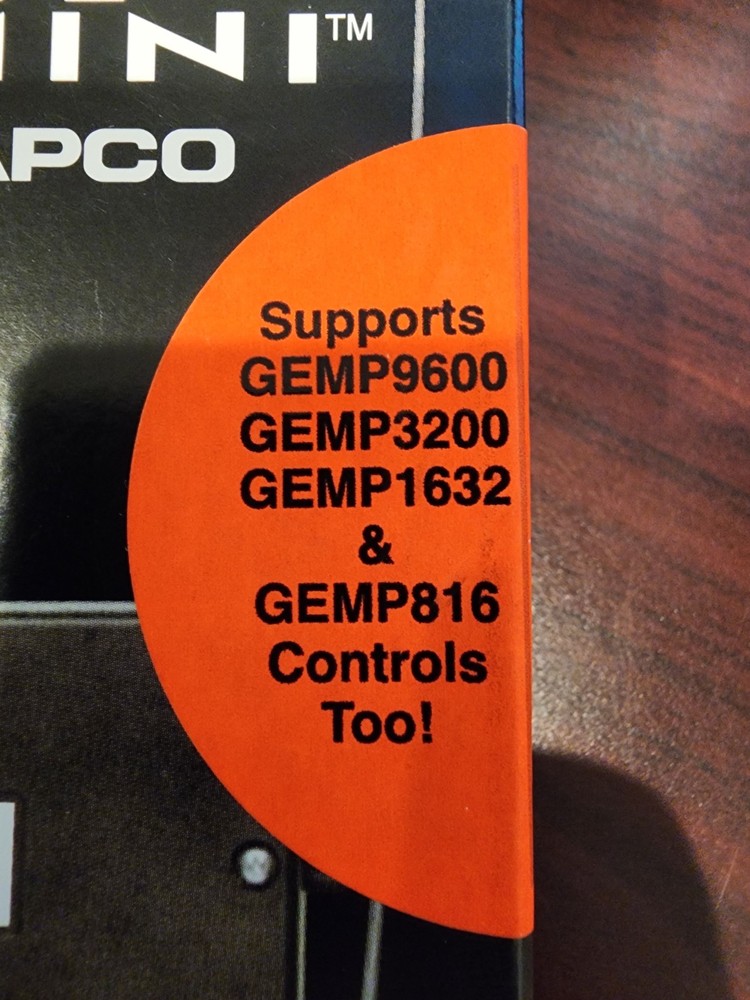 INI™
APCO
Supports
GEMP9600
GEMP3200
GEMP1632
&
GEMP816
Controls
Too!